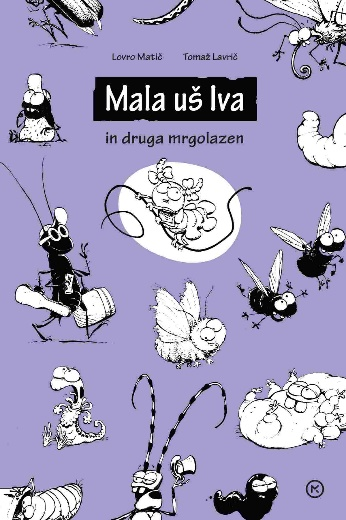 Lovro Matič Tomaž Lavrič
Mala uš Iva
in druga mrgolazen